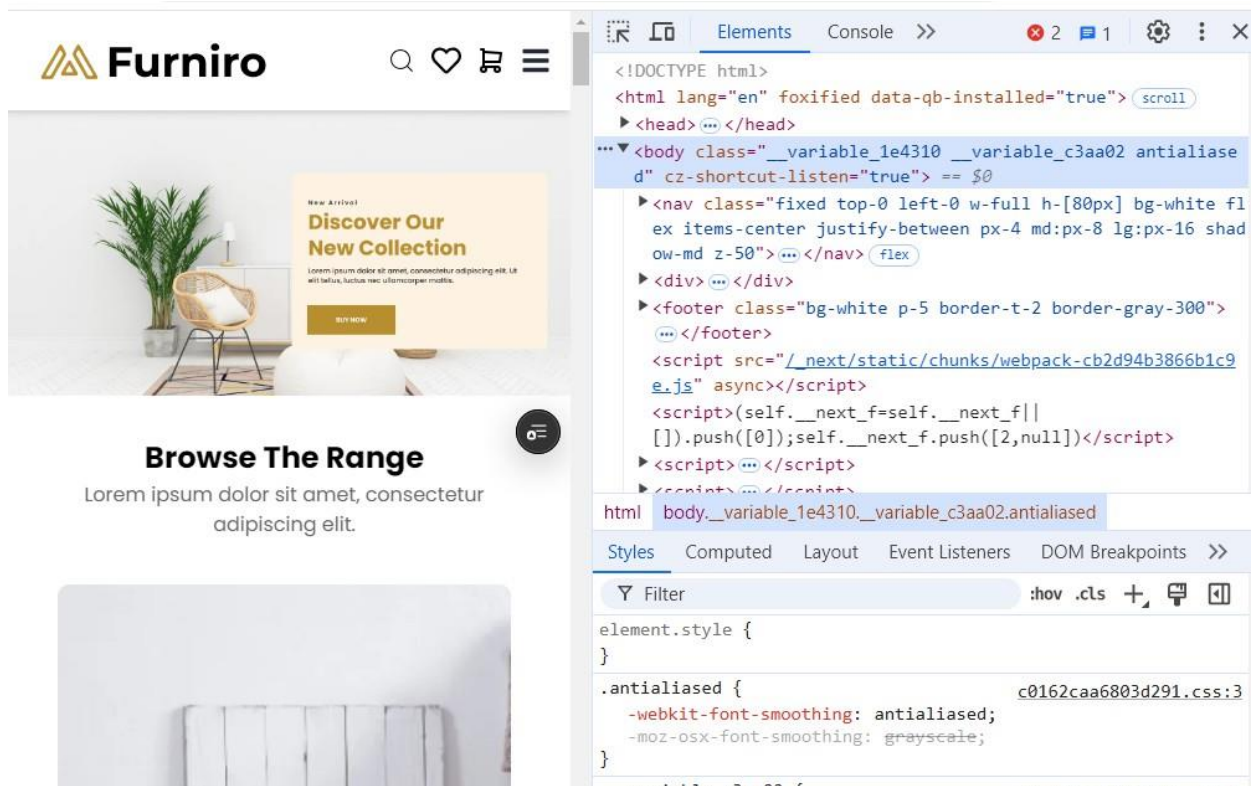 Furniro
New Arrival
Discover Our
New Collection
Lorem ipsum dolor sit amet, consectetur adipiscing elit. Ut
elit tellus, luctus nec ullamcorper mattis.
BUY NOW
Browse The Range
Lorem ipsum dolor sit amet, consectetur
adipiscing elit.
Elements Console >> 2 1
<!DOCTYPE html>
<html lang="en" foxified data-qb-installed="true"> scroll
<head> … </head>
<body class="__variable_1e4310 __variable_c3aa02 antialiase
d" cz-shortcut-listen="true"> == $0
<nav class="fixed top-0 left-0 w-full h-[80px] bg-white fl
ex items-center justify-between px-4 md:px-8 lg:px-16 shad
ow-md z-50"> … </nav> flex
<div> … </div>
<footer class="bg-white p-5 border-t-2 border-gray-300">
… </footer>
<script src="/_next/static/chunks/webpack-cb2d94b3866b1c9
e.js" async></script>
<script>(self.__next_f=self.__next_f||
[]).push([0]);self.__next_f.push([2,null])</script>
<script> … </script>
<script> … </script>
html body.__variable_1e4310.__variable_c3aa02.antialiased
Styles Computed Layout Event Listeners DOM Breakpoints >>
Filter :hov .cls
element.style {
}
.antialiased { c0162caa6803d291.css:3
-webkit-font-smoothing: antialiased;
-moz-osx-font-smoothing: grayscale;
}